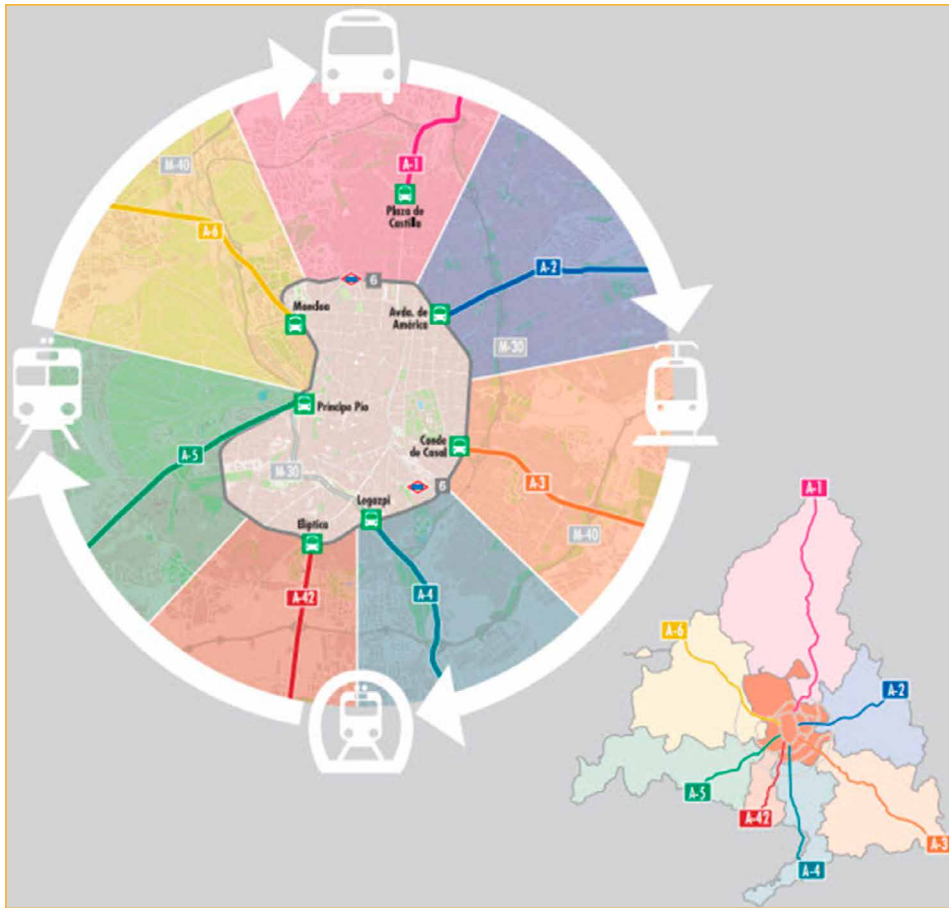 M-40
A-1
Plaza de
Castilla
A-6
A-2
6
Moncloa
Avda. de
América
M-30
Príncipe Pío
A-5
Conde
de Casal
M-30
A-3
6
Legazpi
Elíptica
M-40
A-42
A-4
A-1
A-6
A-2
A-5
A-42
A-3
A-4